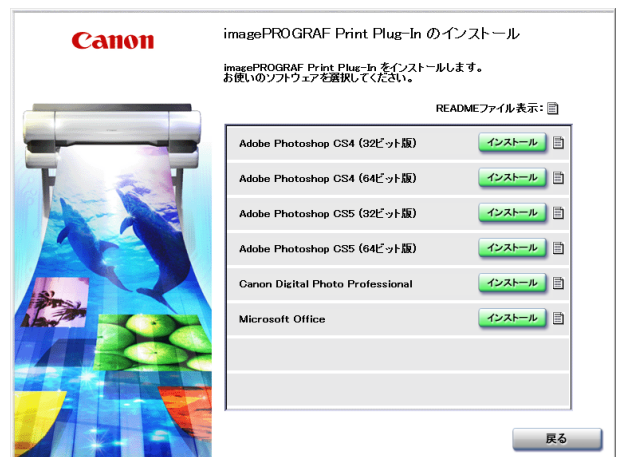 Canon
imagePROGRAF Print Plug-In のインストール
imagePROGRAF Print Plug-In をインストールします。
お使いのソフトウェアを選択してください。
READMEファイル表示:
Adobe Photoshop CS4 (32ビット版) インストール
Adobe Photoshop CS4 (64ビット版) インストール
Adobe Photoshop CS5 (32ビット版) インストール
Adobe Photoshop CS5 (64ビット版) インストール
Canon Digital Photo Professional インストール
Microsoft Office インストール
戻る